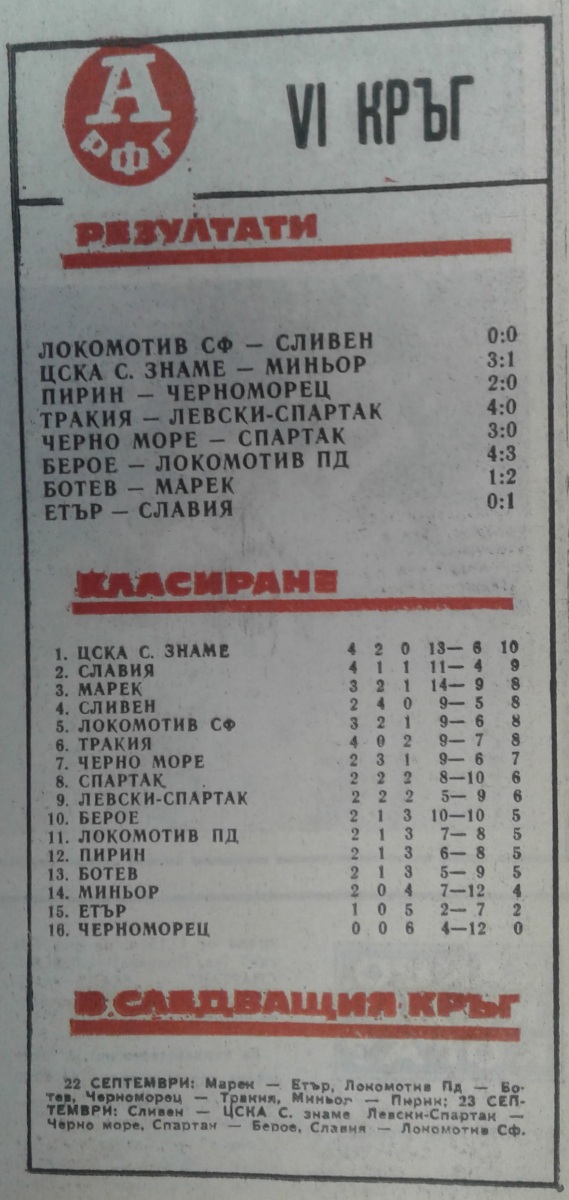 А
РФГ
VI КРЪГ
РЕЗУЛТАТИ
ЛОКОМОТИВ СФ — СЛИВЕН 0:0
ЦСКА С. ЗНАМЕ — МИНЬОР 3:1
ПИРИН — ЧЕРНОМОРЕЦ 2:0
ТРАКИЯ — ЛЕВСКИ-СПАРТАК 4:0
ЧЕРНО МОРЕ — СПАРТАК 3:0
БЕРОЕ — ЛОКОМОТИВ ПД 4:3
БОТЕВ — МАРЕК 1:2
ЕТЪР — СЛАВИЯ 0:1
КЛАСИРАНЕ
1. ЦСКА С. ЗНАМЕ 4 2 0 13— 6 10
2. СЛАВИЯ 4 1 1 11— 4 9
3. МАРЕК 3 2 1 14— 9 8
4. СЛИВЕН 2 4 0 9— 5 8
5. ЛОКОМОТИВ СФ 3 2 1 9— 6 8
6. ТРАКИЯ 4 0 2 9— 7 8
7. ЧЕРНО МОРЕ 2 3 1 9— 6 7
8. СПАРТАК 2 2 2 8—10 6
9. ЛЕВСКИ-СПАРТАК 2 2 2 5— 9 6
10. БЕРОЕ 2 1 3 10—10 5
11. ЛОКОМОТИВ ПД 2 1 3 7— 8 5
12. ПИРИН 2 1 3 6— 8 5
13. БОТЕВ 2 1 3 5— 9 5
14. МИНЬОР 2 0 4 7—12 4
15. ЕТЪР 1 0 5 2— 7 2
16. ЧЕРНОМОРЕЦ 0 0 6 4—12 0
В СЛЕДВАЩИЯ КРЪГ
22 СЕПТЕМВРИ: Марек — Етър, Локомотив Пд — Бо-
тев, Черноморец — Тракия, Миньор — Пирин; 23 СЕП-
ТЕМВРИ: Сливен — ЦСКА С. знаме Левски-Спартак —
Черно море, Спартак — Берое, Славия — Локомотив Сф.